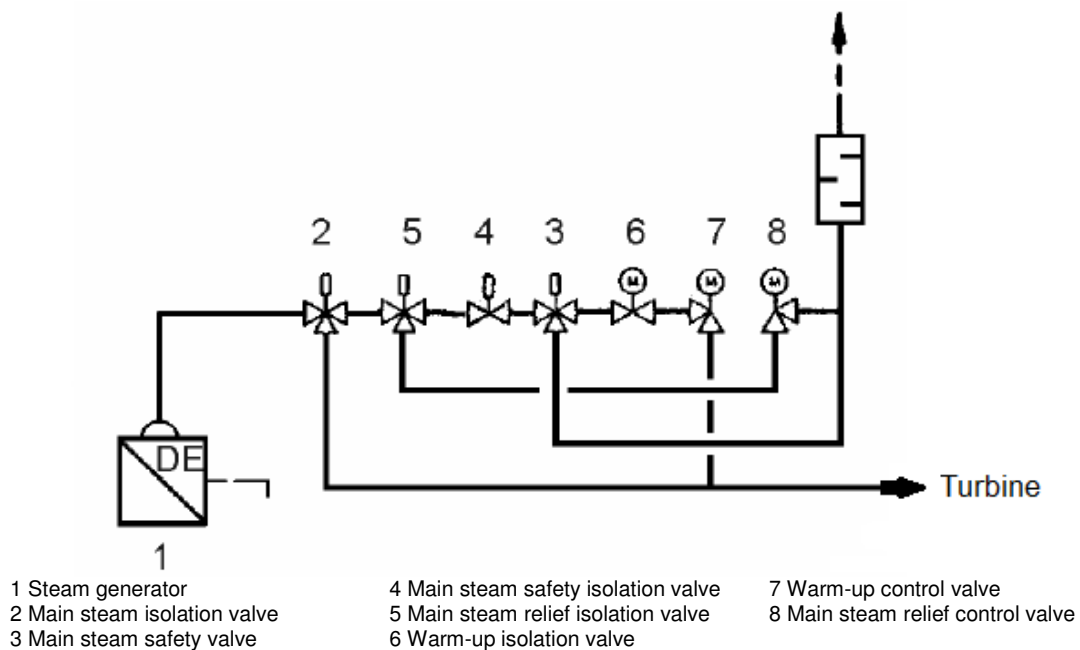 2 5 4 3 6 7 8
M M M
DE
Turbine
1
1 Steam generator 4 Main steam safety isolation valve 7 Warm-up control valve
2 Main steam isolation valve 5 Main steam relief isolation valve 8 Main steam relief control valve
3 Main steam safety valve 6 Warm-up isolation valve